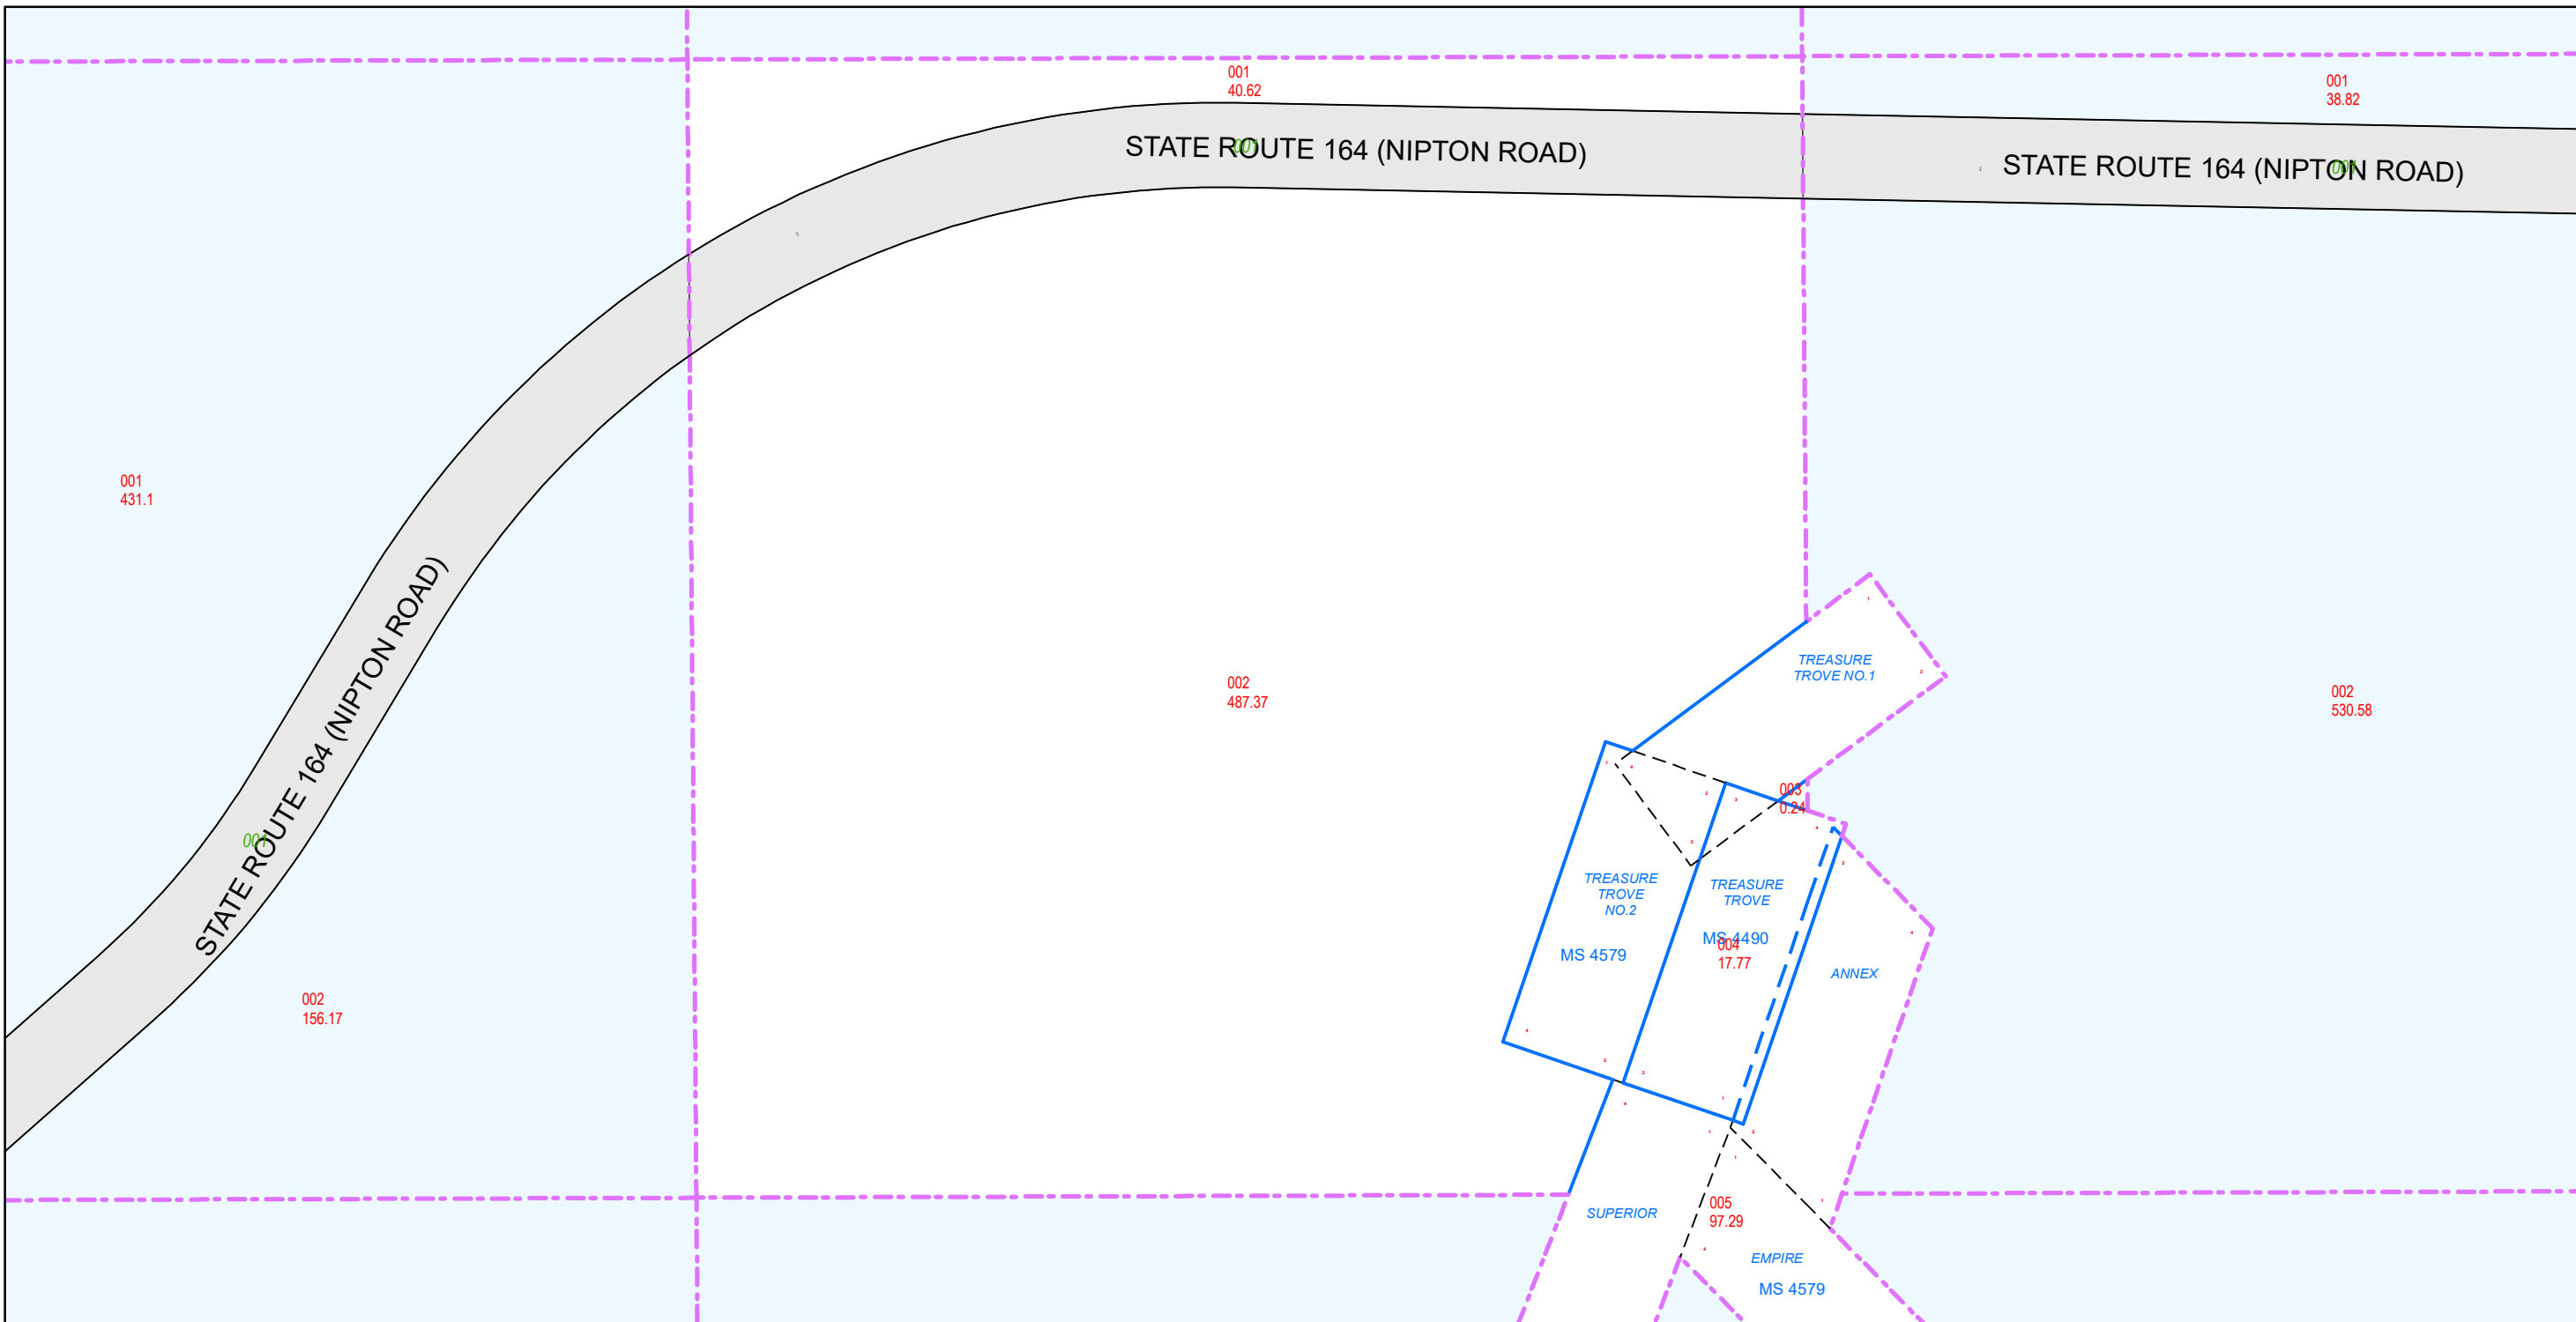 001
40.62
001
38.82
STATE ROUTE 164 (NIPTON ROAD)
001
STATE ROUTE 164 (NIPTON ROAD)
001
001
431.1
STATE ROUTE 164 (NIPTON ROAD)
001
002
156.17
002
487.37
002
530.58
TREASURE
TROVE NO.1
003
0.24
TREASURE
TROVE
NO.2
MS 4579
TREASURE
TROVE
MS 4490
004
17.77
ANNEX
SUPERIOR
005
97.29
EMPIRE
MS 4579